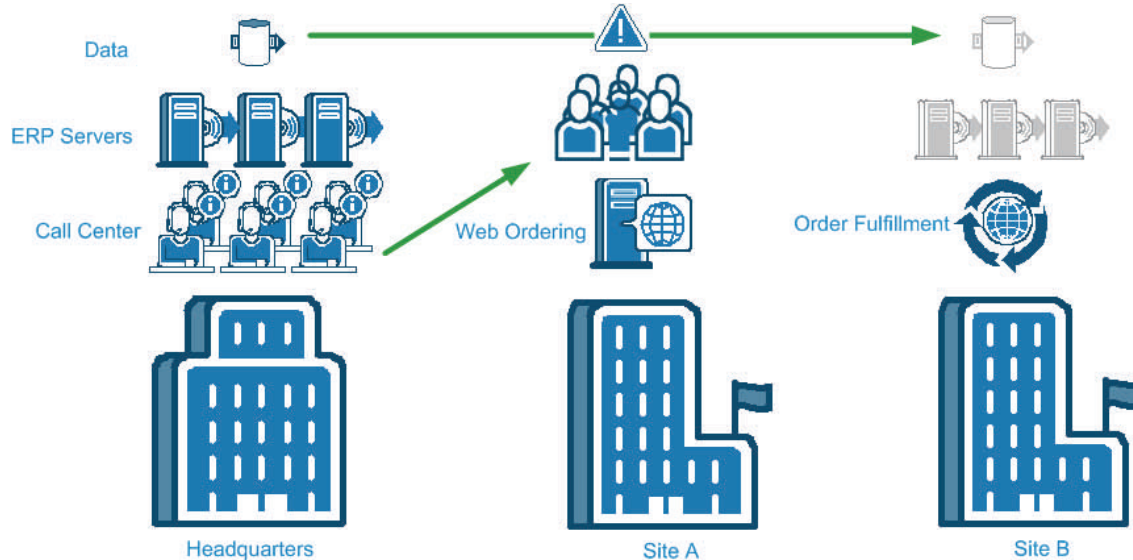 Data
ERP Servers
Call Center
Web Ordering
Order Fulfillment
Headquarters
Site A
Site B